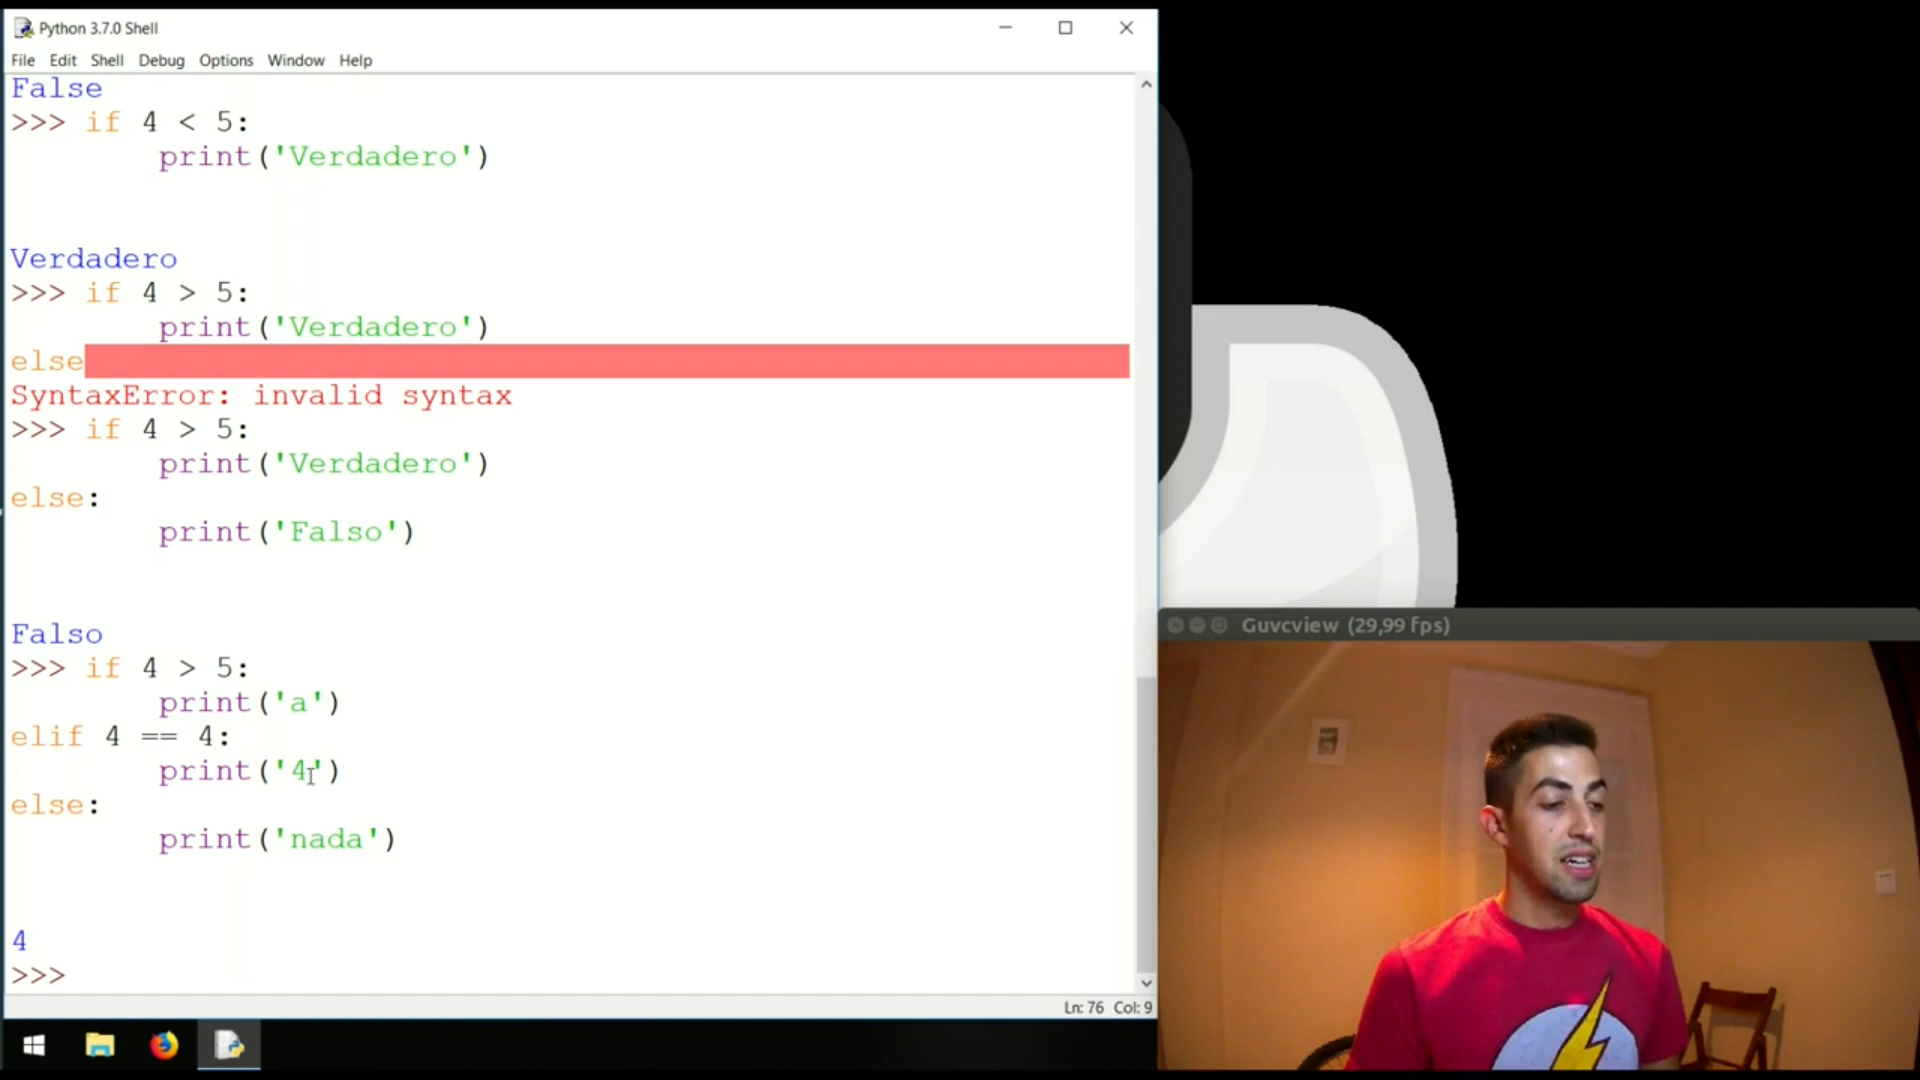 Python 3.7.0 Shell
File Edit Shell Debug Options Window Help
False
>>> if 4 < 5:
print('Verdadero')
Verdadero
>>> if 4 > 5:
print('Verdadero')
else
SyntaxError: invalid syntax
>>> if 4 > 5:
print('Verdadero')
else:
print('Falso')
Falso
>>> if 4 > 5:
print('a')
elif 4 == 4:
print('4')
else:
print('nada')
4
>>>
Ln: 76 Col: 9
Guvcview (29,99 fps)